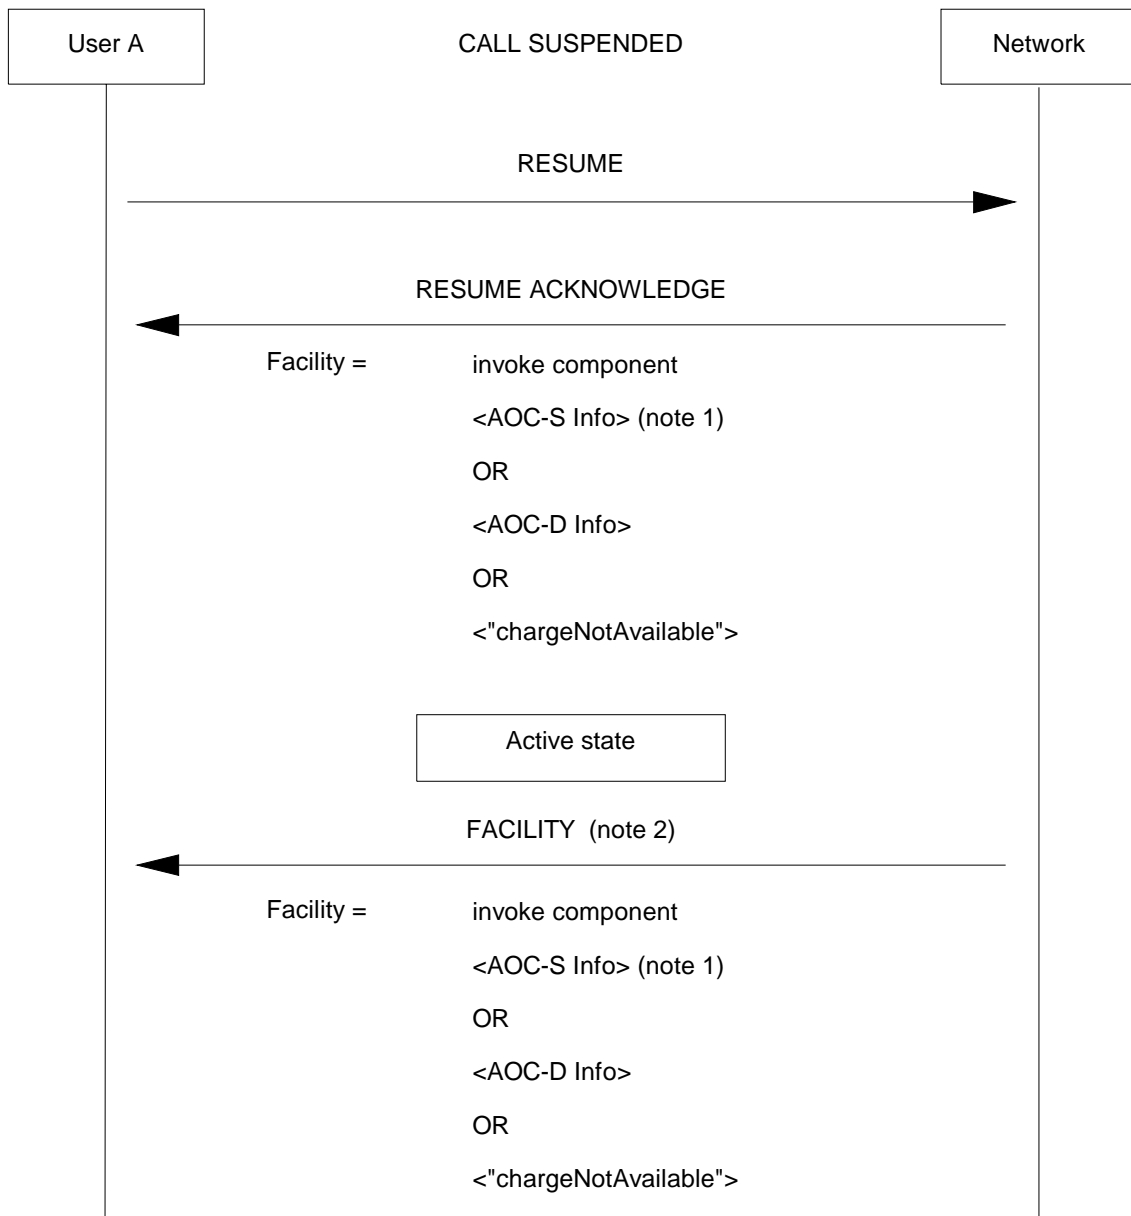 User A CALL SUSPENDED Network
RESUME
RESUME ACKNOWLEDGE
Facility = invoke component
<AOC-S Info> (note 1)
OR
<AOC-D Info>
OR
<"chargeNotAvailable">
Active state
FACILITY (note 2)
Facility = invoke component
<AOC-S Info> (note 1)
OR
<AOC-D Info>
OR
<"chargeNotAvailable">